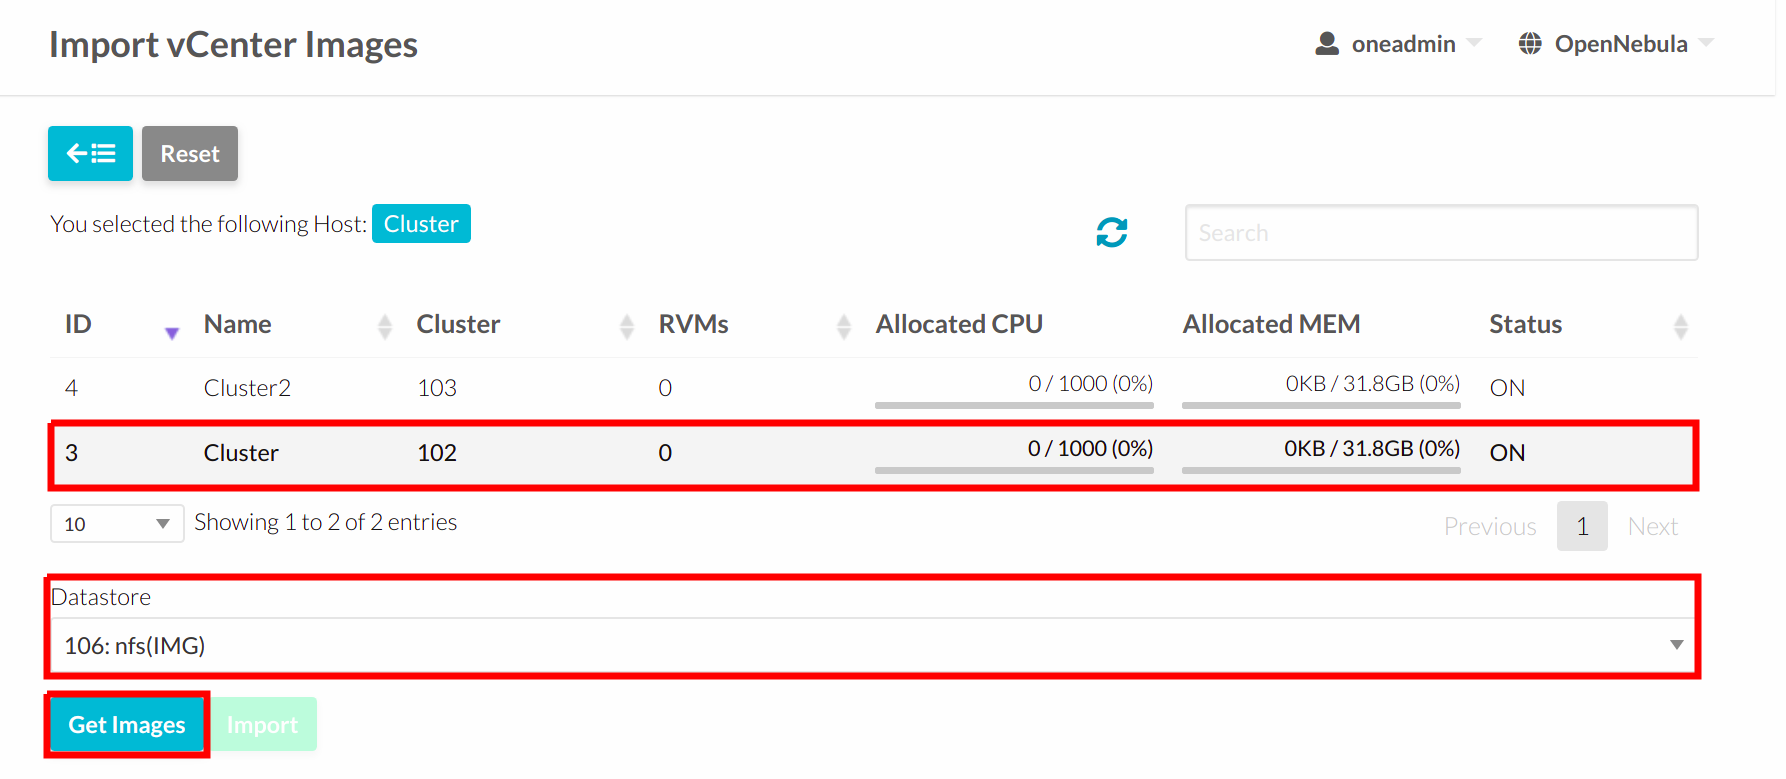 Import vCenter Images
oneadmin
OpenNebula
Reset
You selected the following Host: Cluster
Search
ID Name Cluster RVMs Allocated CPU Allocated MEM Status
4 Cluster2 103 0 0 / 1000 (0%) 0KB / 31.8GB (0%) ON
3 Cluster 102 0 0 / 1000 (0%) 0KB / 31.8GB (0%) ON
10 Showing 1 to 2 of 2 entries Previous 1 Next
Datastore
106: nfs(IMG)
Get Images Import